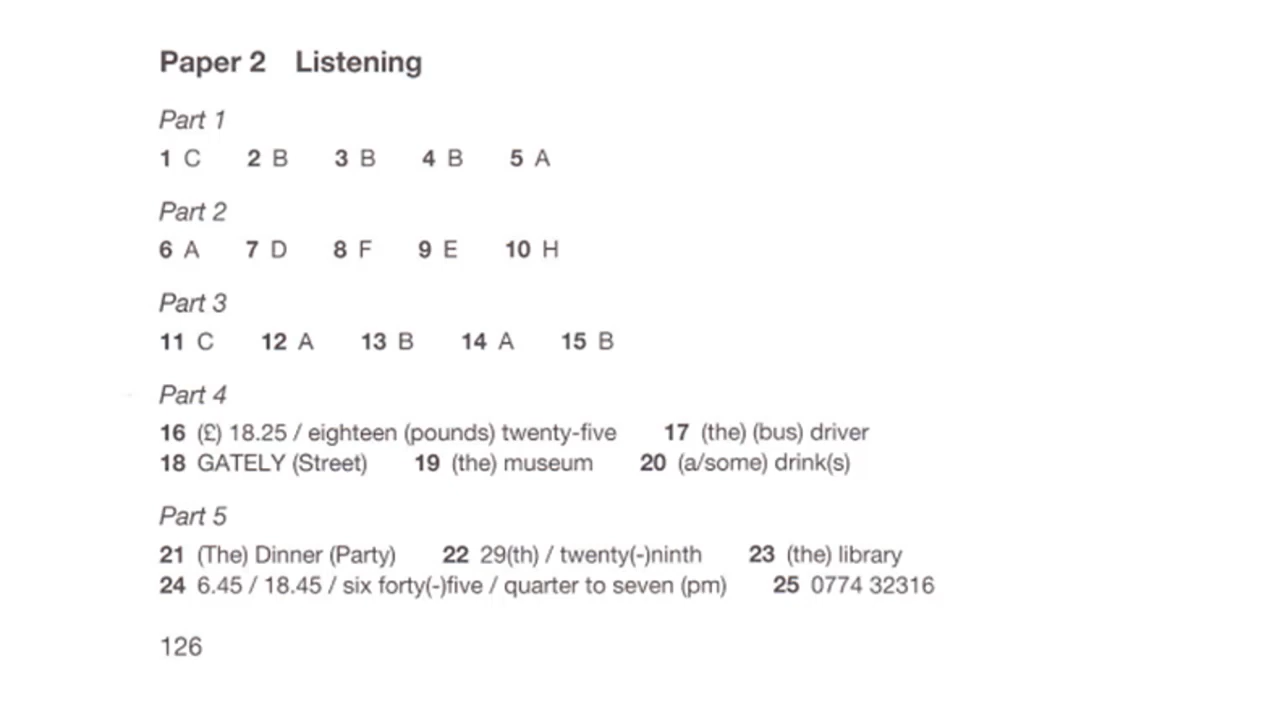 Paper 2 Listening
Part 1
1 C 2 B 3 B 4 B 5 A
Part 2
6 A 7 D 8 F 9 E 10 H
Part 3
11 C 12 A 13 B 14 A 15 B
Part 4
16 (£) 18.25 / eighteen (pounds) twenty-five 17 (the) (bus) driver
18 GATELY (Street) 19 (the) museum 20 (a/some) drink(s)
Part 5
21 (The) Dinner (Party) 22 29(th) / twenty(-)ninth 23 (the) library
24 6.45 / 18.45 / six forty(-)five / quarter to seven (pm) 25 0774 32316
126